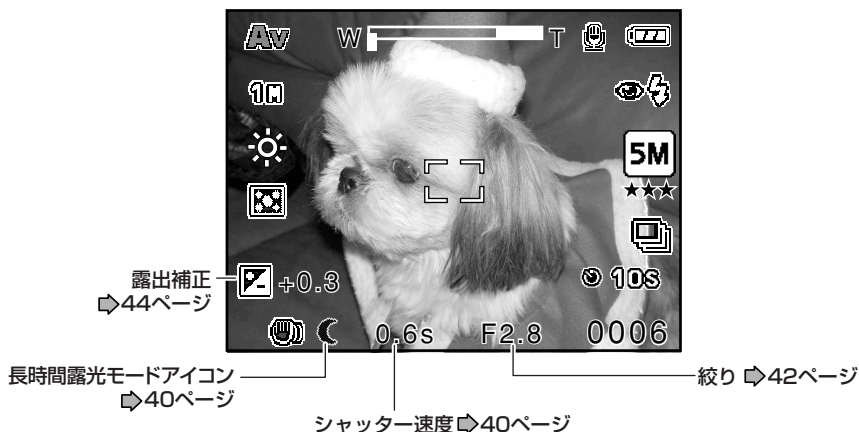 Av W T
1m
5M
★★★
露出補正 +0.3 10s
⇨44ページ
0.6s F2.8 0006
長時間露光モードアイコン
⇨40ページ
絞り ⇨42ページ
シャッター速度 ⇨40ページ